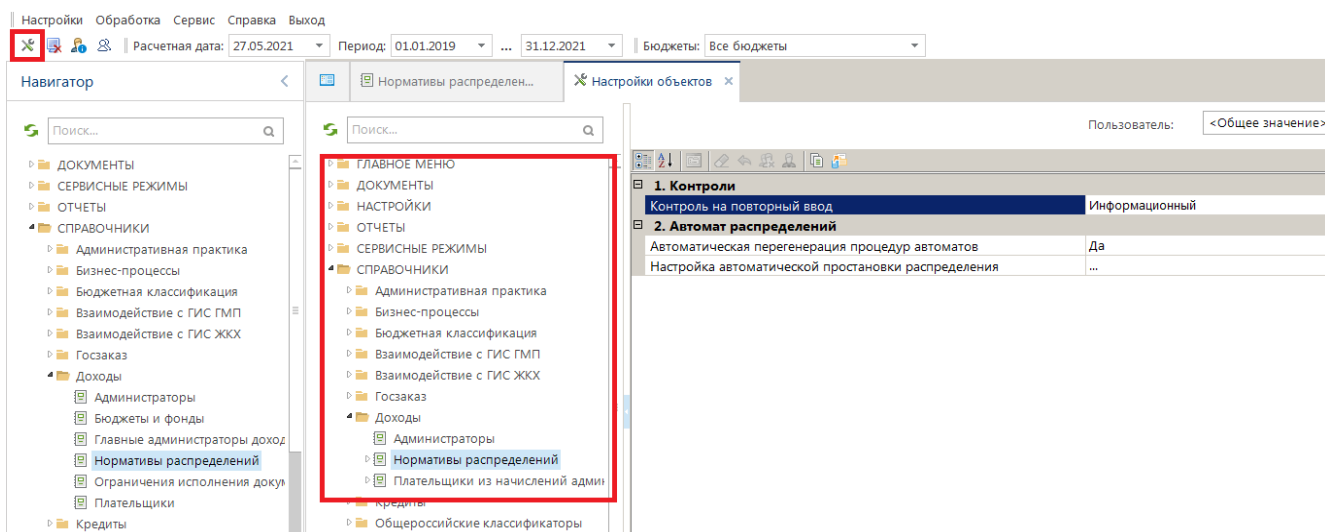 Настройки Обработка Сервис Справка Выход
Расчетная дата: 27.05.2021 Период: 01.01.2019 ... 31.12.2021 Бюджеты: Все бюджеты
Навигатор
Нормативы распределен...
Настройки объектов
Поиск...
ДОКУМЕНТЫ
СЕРВИСНЫЕ РЕЖИМЫ
ОТЧЕТЫ
СПРАВОЧНИКИ
Административная практика
Бизнес-процессы
Бюджетная классификация
Взаимодействие с ГИС ГМП
Взаимодействие с ГИС ЖКХ
Госзаказ
Доходы
Администраторы
Бюджеты и фонды
Главные администраторы доход
Нормативы распределений
Ограничения исполнения докум
Плательщики
Кредиты
Поиск...
ГЛАВНОЕ МЕНЮ
ДОКУМЕНТЫ
НАСТРОЙКИ
ОТЧЕТЫ
СЕРВИСНЫЕ РЕЖИМЫ
СПРАВОЧНИКИ
Административная практика
Бизнес-процессы
Бюджетная классификация
Взаимодействие с ГИС ГМП
Взаимодействие с ГИС ЖКХ
Госзаказ
Доходы
Администраторы
Нормативы распределений
Плательщики из начислений админ
Кредиты
Общероссийские классификаторы
Пользователь: <Общее значение>
1. Контроли
Контроль на повторный ввод Информационный
2. Автомат распределений
Автоматическая перегенерация процедур автоматов Да
Настройка автоматической простановки распределения ...